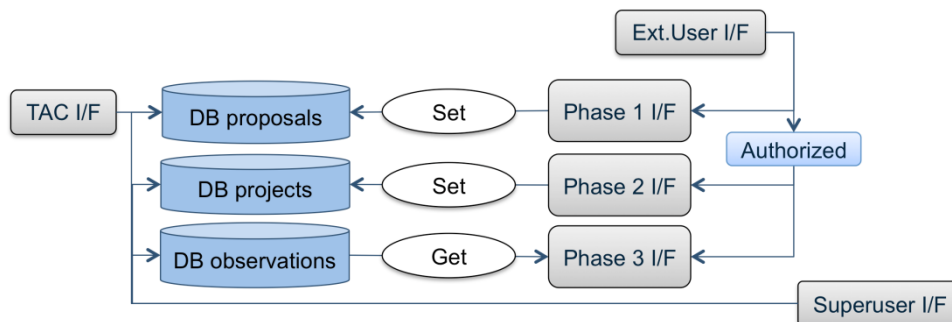 Ext.User I/F
TAC I/F
DB proposals
Set
Phase 1 I/F
Authorized
DB projects
Set
Phase 2 I/F
DB observations
Get
Phase 3 I/F
Superuser I/F